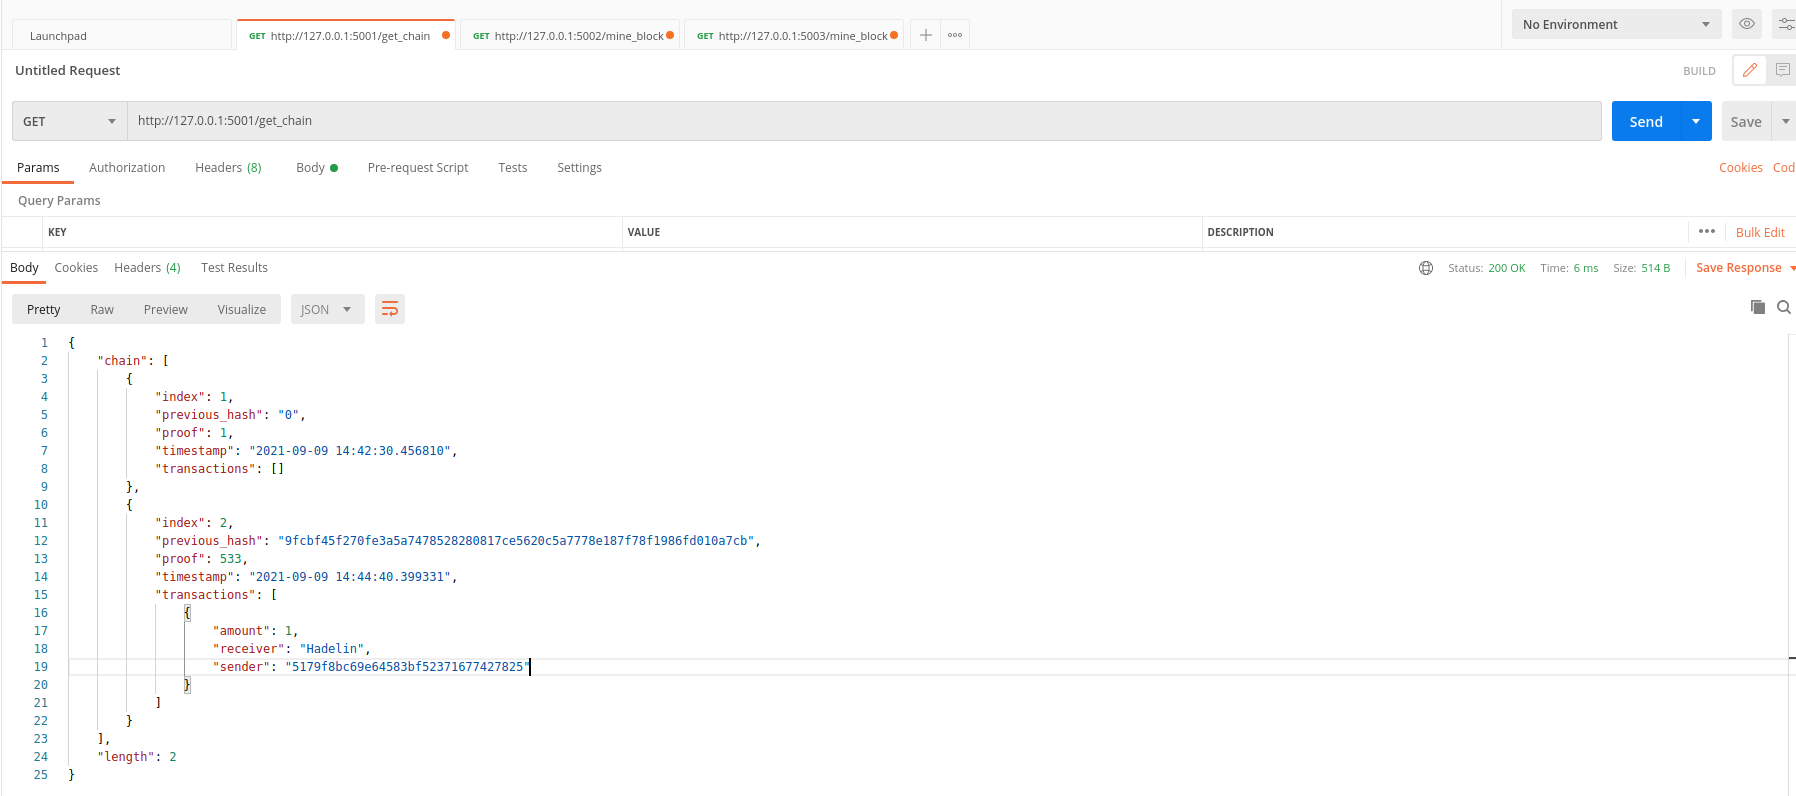 Launchpad
GET http://127.0.0.1:5001/get_chain
GET http://127.0.0.1:5002/mine_block
GET http://127.0.0.1:5003/mine_block
No Environment
Untitled Request
BUILD
GET http://127.0.0.1:5001/get_chain Send Save
Params Authorization Headers (8) Body Pre-request Script Tests Settings Cookies Cod
Query Params
KEY VALUE DESCRIPTION Bulk Edit
Body Cookies Headers (4) Test Results Status: 200 OK Time: 6 ms Size: 514 B Save Response
Pretty Raw Preview Visualize JSON
1 {
2 "chain": [
3 {
4 "index": 1,
5 "previous_hash": "0",
6 "proof": 1,
7 "timestamp": "2021-09-09 14:42:30.456810",
8 "transactions": []
9 },
10 {
11 "index": 2,
12 "previous_hash": "9fcbf45f270fe3a5a7478528280817ce5620c5a7778e187f78f1986fd010a7cb",
13 "proof": 533,
14 "timestamp": "2021-09-09 14:44:40.399331",
15 "transactions": [
16 {
17 "amount": 1,
18 "receiver": "Hadelin",
19 "sender": "5179f8bc69e64583bf52371677427825"
20 }
21 ]
22 }
23 ],
24 "length": 2
25 }